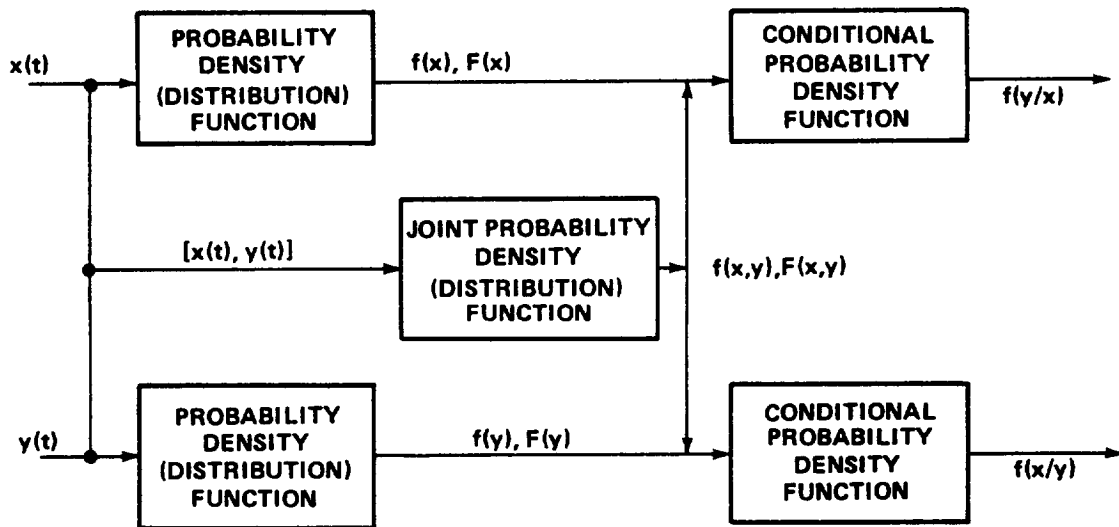 x(t)
PROBABILITY
DENSITY
(DISTRIBUTION)
FUNCTION
f(x), F(x)
CONDITIONAL
PROBABILITY
DENSITY
FUNCTION
f(y/x)
[x(t), y(t)]
JOINT PROBABILITY
DENSITY
(DISTRIBUTION)
FUNCTION
f(x,y),F(x,y)
y(t)
PROBABILITY
DENSITY
(DISTRIBUTION)
FUNCTION
f(y), F(y)
CONDITIONAL
PROBABILITY
DENSITY
FUNCTION
f(x/y)